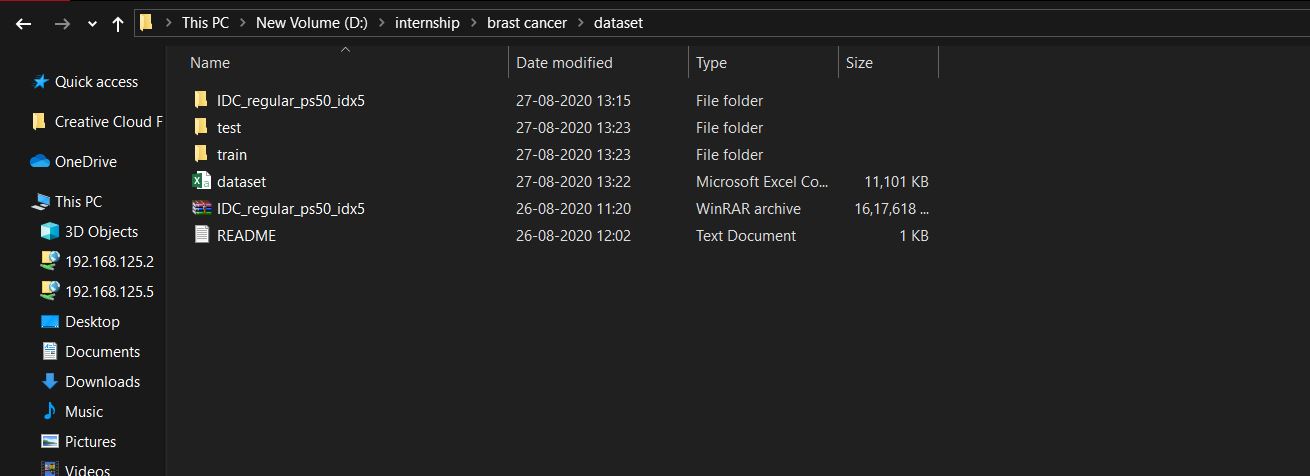 This PC > New Volume (D:) > internship > brast cancer > dataset
Name Date modified Type Size
Quick access
Creative Cloud F
OneDrive
This PC
3D Objects
192.168.125.2
192.168.125.5
Desktop
Documents
Downloads
Music
Pictures
Videos
IDC_regular_ps50_idx5 27-08-2020 13:15 File folder
test 27-08-2020 13:23 File folder
train 27-08-2020 13:23 File folder
dataset 27-08-2020 13:22 Microsoft Excel Co... 11,101 KB
IDC_regular_ps50_idx5 26-08-2020 11:20 WinRAR archive 16,17,618 ...
README 26-08-2020 12:02 Text Document 1 KB